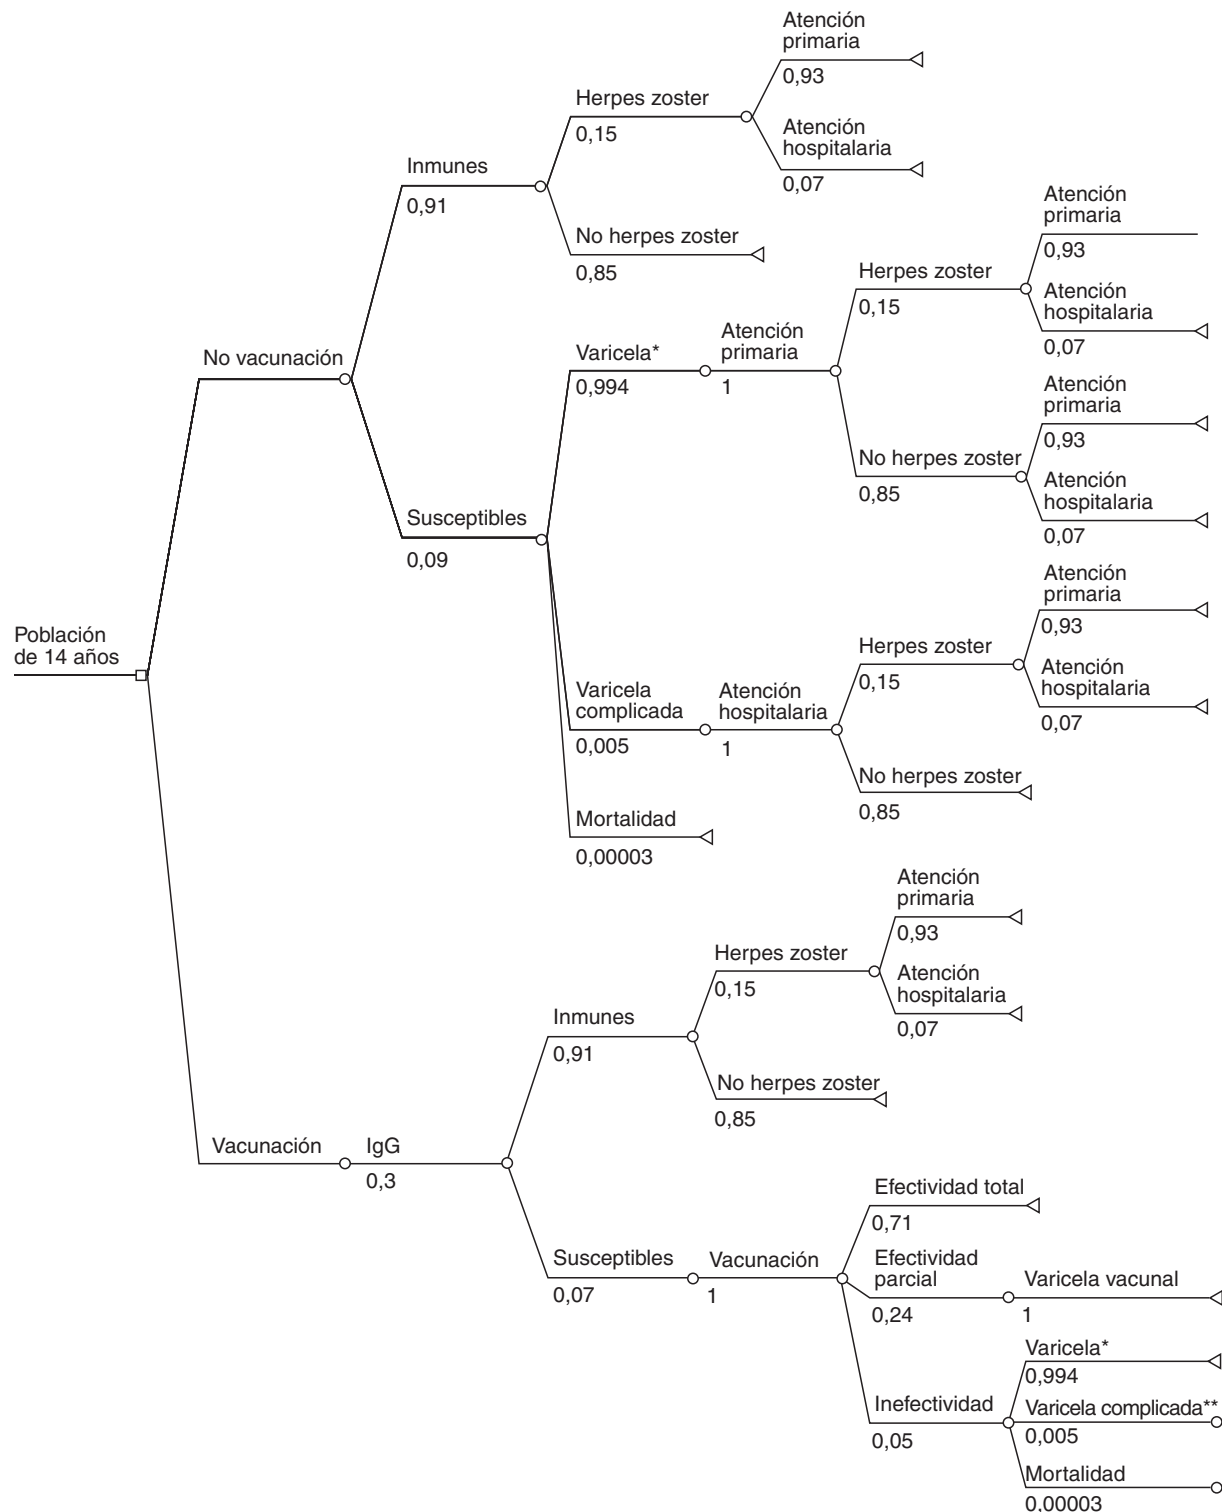 Atención
primaria
0,93
Herpes zoster
0,15
Atención
hospitalaria
0,07
Inmunes
0,91
No herpes zoster
0,85
Atención
primaria
0,93
Herpes zoster
0,15
Atención
hospitalaria
0,07
No vacunación
Varicela*
0,994
Atención
primaria
1
Atención
primaria
0,93
No herpes zoster
0,85
Atención
hospitalaria
0,07
Susceptibles
0,09
Atención
primaria
0,93
Población
de 14 años
Herpes zoster
0,15
Atención
hospitalaria
0,07
Varicela
complicada
0,005
Atención
hospitalaria
1
No herpes zoster
0,85
Mortalidad
0,00003
Atención
primaria
0,93
Herpes zoster
0,15
Atención
hospitalaria
0,07
Inmunes
0,91
No herpes zoster
0,85
Vacunación
IgG
0,3
Efectividad total
0,71
Susceptibles
0,07
Vacunación
1
Efectividad
parcial
0,24
Varicela vacunal
1
Varicela*
0,994
Inefectividad
0,05
Varicela complicada**
0,005
Mortalidad
0,00003